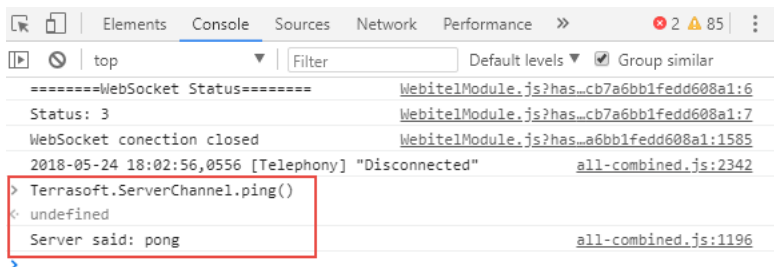 Elements Console Sources Network Performance » 2 85
top ▼ Filter Default levels ▼ Group similar
========WebSocket Status======== WebitelModule.js?has…cb7a6bb1fedd608a1:6
Status: 3 WebitelModule.js?has…cb7a6bb1fedd608a1:7
WebSocket conection closed WebitelModule.js?has…a6bb1fedd608a1:1585
2018-05-24 18:02:56,0556 [Telephony] "Disconnected" all-combined.js:2342
> Terrasoft.ServerChannel.ping()
undefined
Server said: pong all-combined.js:1196